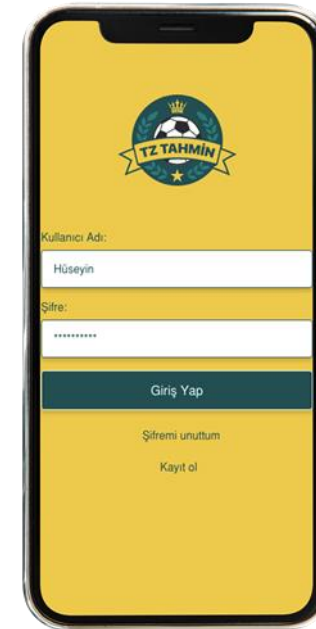 TZ TAHMİN
Kullanıcı Adı:
Hüseyin
Şifre:
**********
Giriş Yap
Şifremi unuttum
Kayıt ol